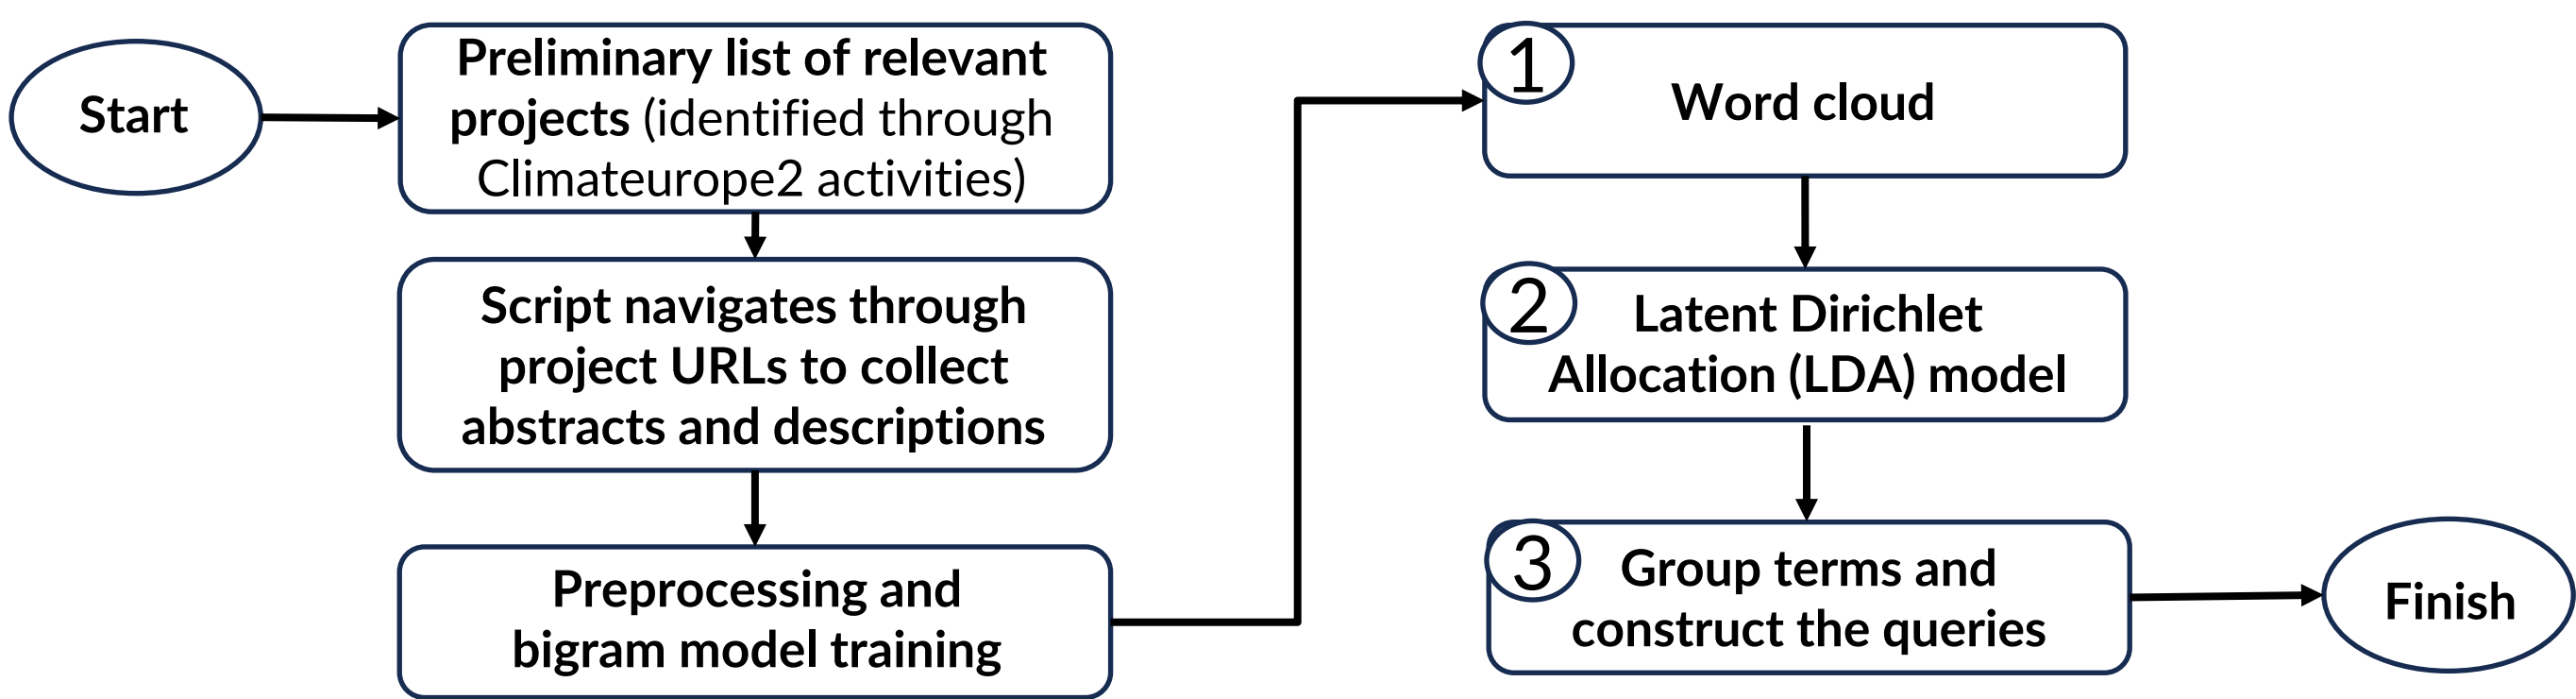 Start
Preliminary list of relevant
projects (identified through
Climateurope2 activities)
Script navigates through
project URLs to collect
abstracts and descriptions
Preprocessing and
bigram model training
1
Word cloud
2
Latent Dirichlet
Allocation (LDA) model
3
Group terms and
construct the queries
Finish